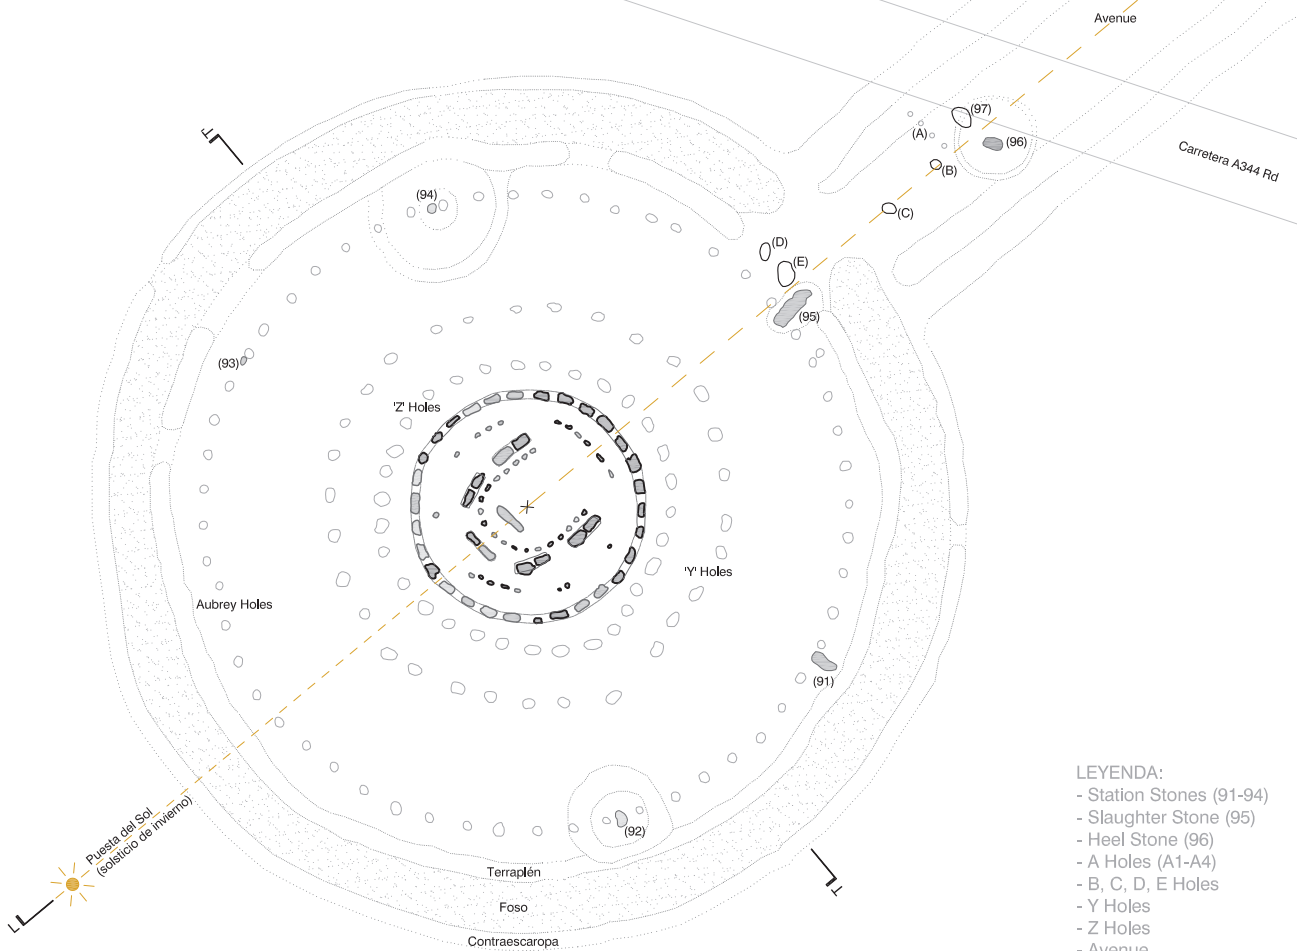 Avenue
(97)
(A)
(96)
Carretera A344 Rd
(B)
(94)
(C)
(D)
(E)
(95)
(93)
'Z' Holes
'Y' Holes
Aubrey Holes
(91)
(92)
Puesta del Sol
(solsticio de invierno)
Terraplén
Foso
Contraescaropa
L
T
T'
LEYENDA:
- Station Stones (91-94)
- Slaughter Stone (95)
- Heel Stone (96)
- A Holes (A1-A4)
- B, C, D, E Holes
- Y Holes
- Z Holes
- Avenue